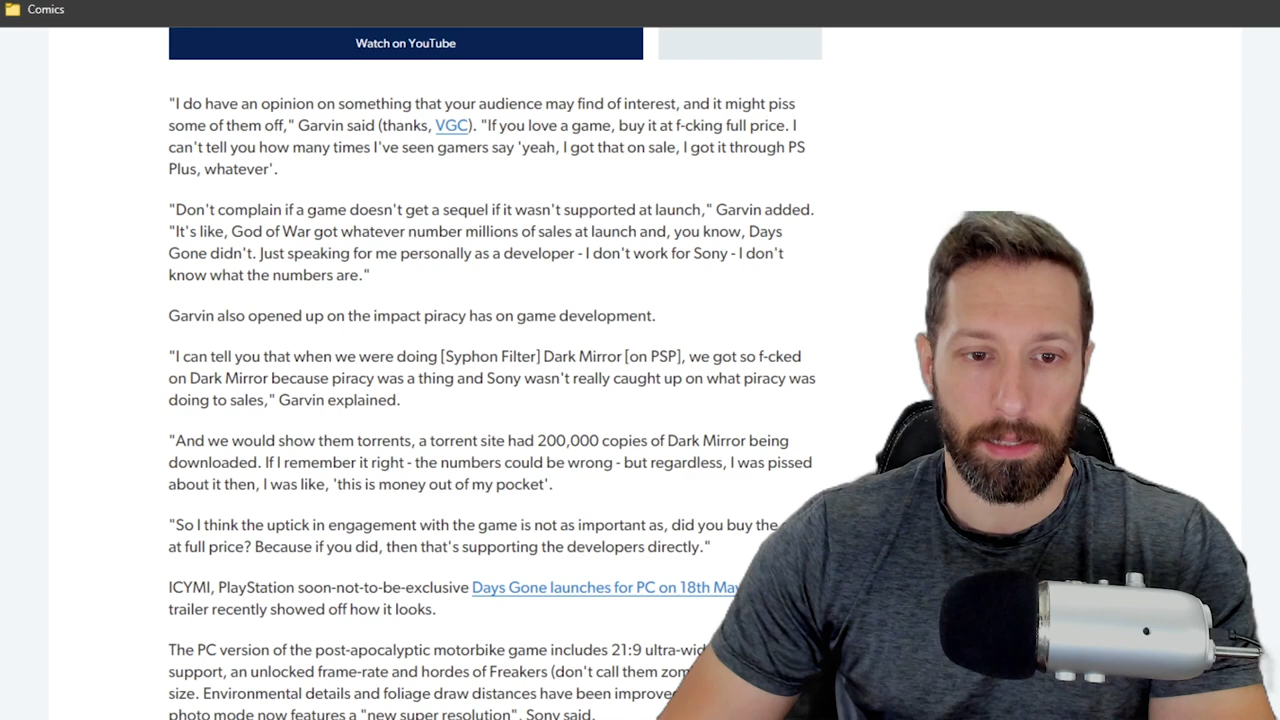 Comics
Watch on YouTube
"I do have an opinion on something that your audience may find of interest, and it might piss
some of them off," Garvin said (thanks, VGC). "If you love a game, buy it at f-cking full price. I
can't tell you how many times I've seen gamers say 'yeah, I got that on sale, I got it through PS
Plus, whatever'.
"Don't complain if a game doesn't get a sequel if it wasn't supported at launch," Garvin added.
"It's like, God of War got whatever number millions of sales at launch and, you know, Days
Gone didn't. Just speaking for me personally as a developer - I don't work for Sony - I don't
know what the numbers are."
Garvin also opened up on the impact piracy has on game development.
"I can tell you that when we were doing [Syphon Filter] Dark Mirror [on PSP], we got so f-cked
on Dark Mirror because piracy was a thing and Sony wasn't really caught up on what piracy was
doing to sales," Garvin explained.
"And we would show them torrents, a torrent site had 200,000 copies of Dark Mirror being
downloaded. If I remember it right - the numbers could be wrong - but regardless, I was pissed
about it then, I was like, 'this is money out of my pocket'.
"So I think the uptick in engagement with the game is not as important as, did you buy the
at full price? Because if you did, then that's supporting the developers directly."
ICYMI, PlayStation soon-not-to-be-exclusive Days Gone launches for PC on 18th May
trailer recently showed off how it looks.
The PC version of the post-apocalyptic motorbike game includes 21:9
support, an unlocked frame-rate and hordes of Freakers (don't call them
size. Environmental details and foliage draw distances have been
photo mode now features a "new super resolution", Sony said.